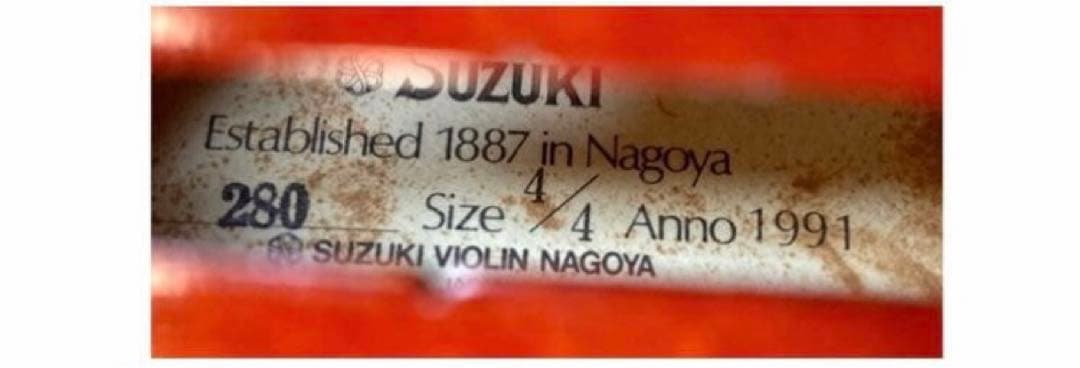 SUZUKI
Established 1887 in Nagoya
280 Size 4/4 Anno 1991
SUZUKI VIOLIN NAGOYA